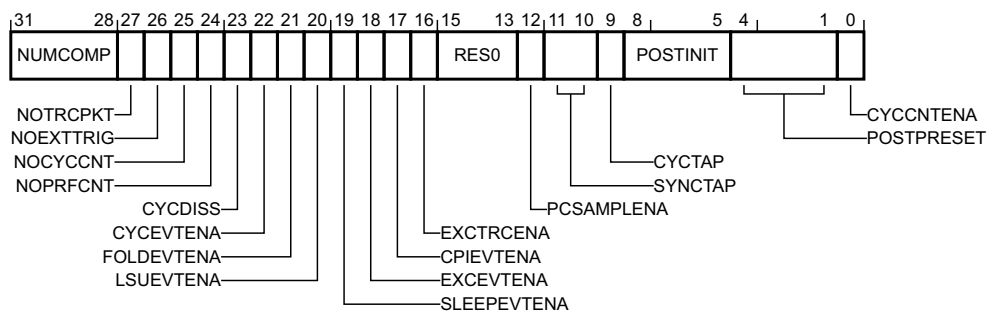 31 28 27 26 25 24 23 22 21 20 19 18 17 16 15 13 12 11 10 9 8 5 4 1 0
NUMCOMP RES0 POSTINIT
NOTRCPKT CYCCNTENA
NOEXTTRIG POSTPRESET
NOCYCCNT CYCTAP
NOPRFCNT SYNCTAP
CYCDISS PCSAMPLENA
CYCEVTENA EXCTRCENA
FOLDEVTENA CPIEVTENA
LSUEVTENA EXCEVTENA
SLEEPEVTENA